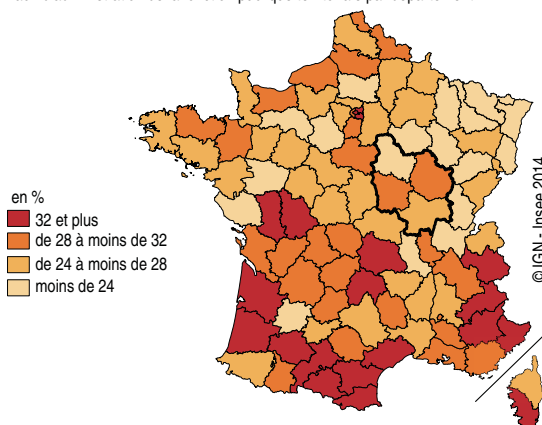 en %
32 et plus
de 28 à moins de 32
de 24 à moins de 28
moins de 24
© IGN - Insee 2014